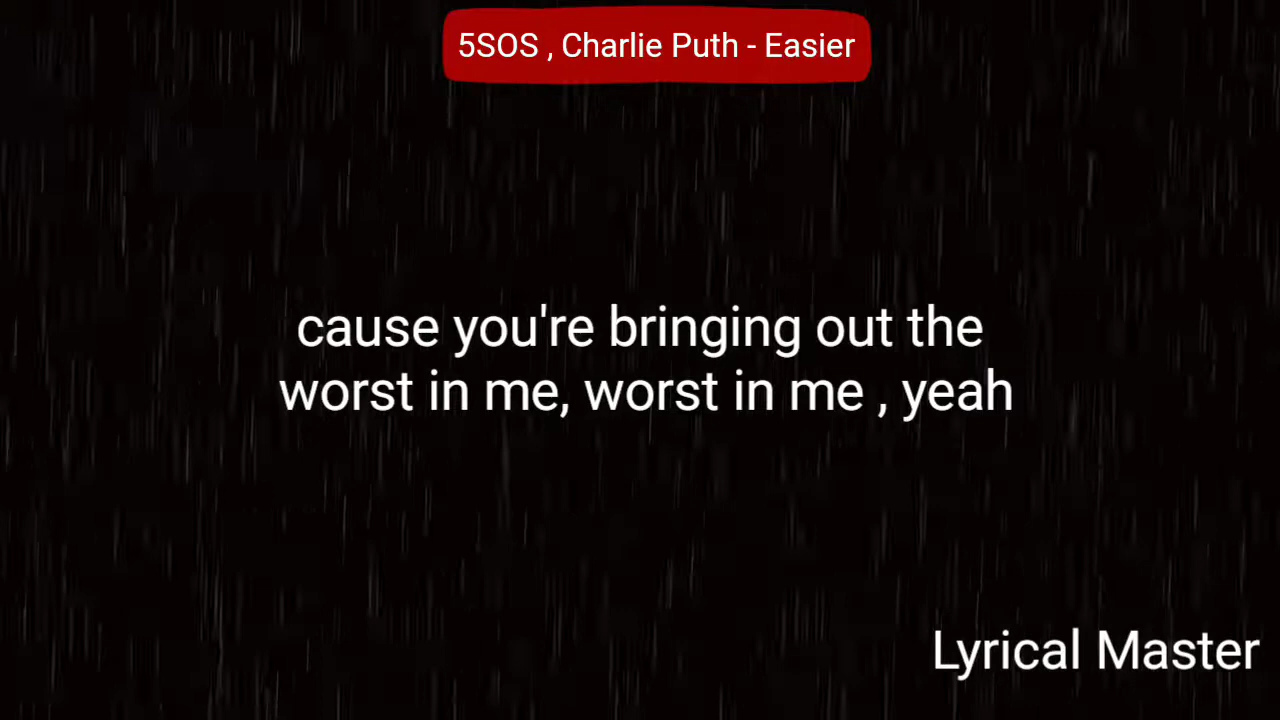 5SOS , Charlie Puth - Easier
cause you're bringing out the
worst in me, worst in me , yeah
Lyrical Master